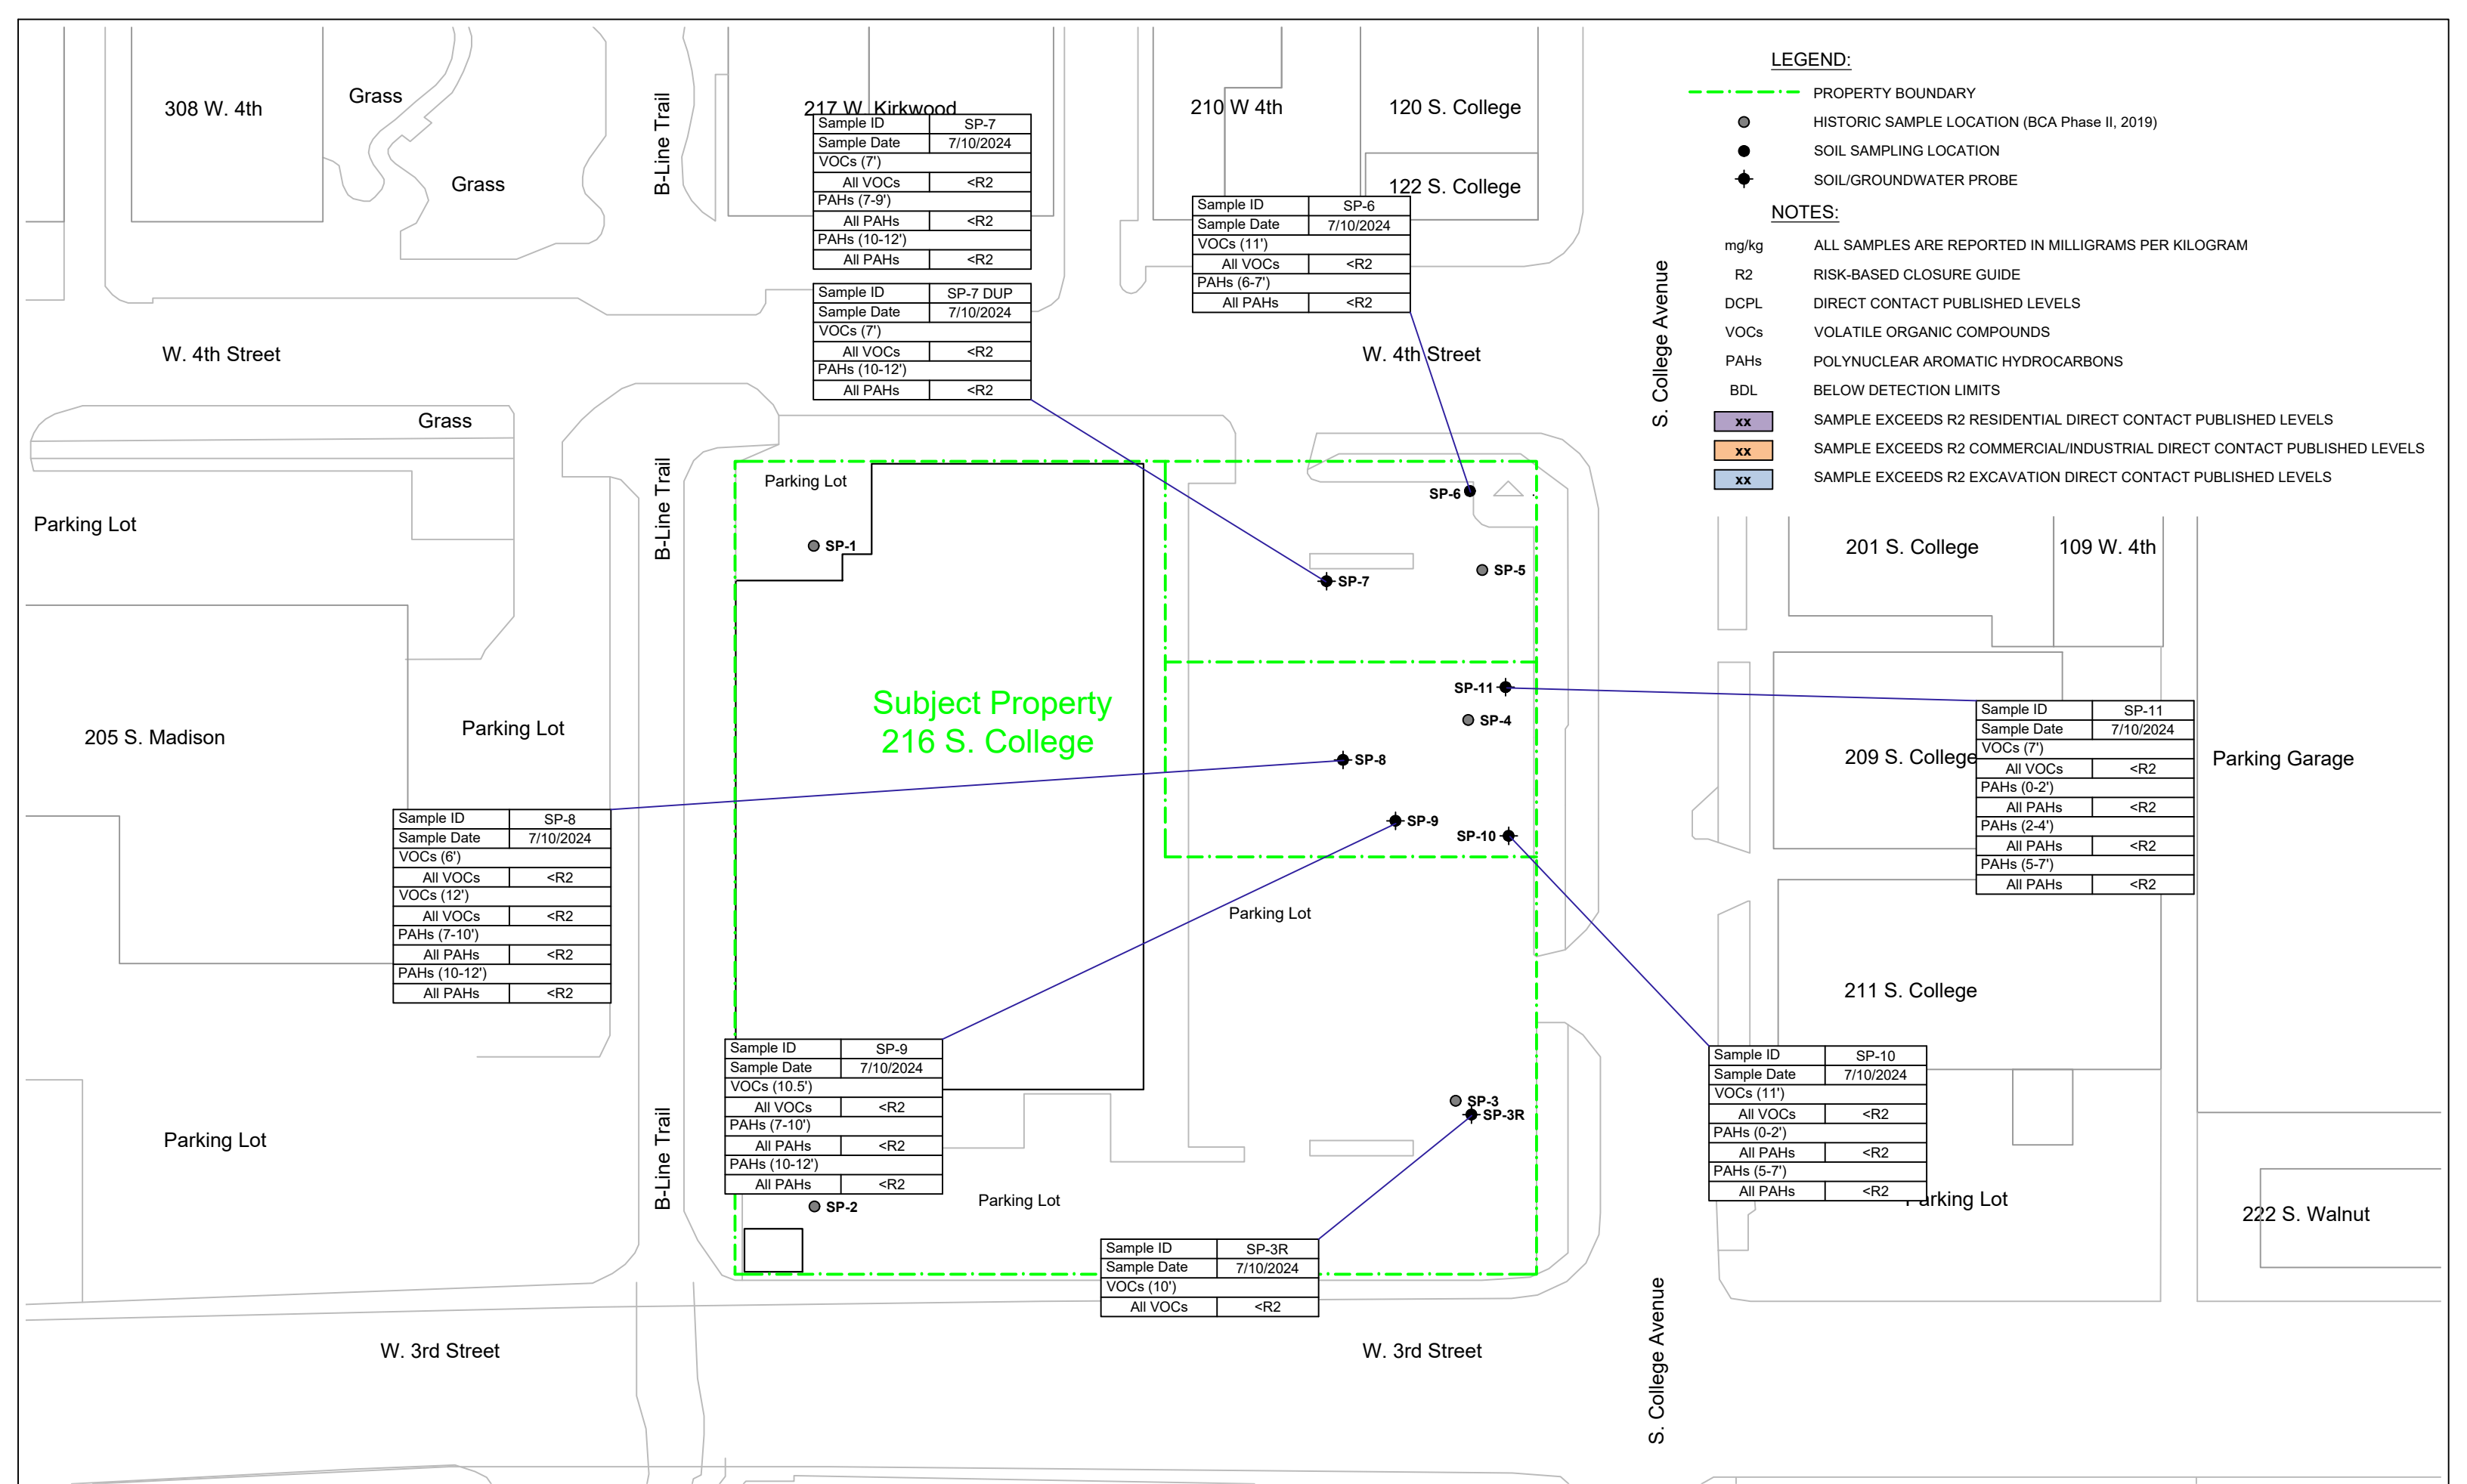 LEGEND:
PROPERTY BOUNDARY
HISTORIC SAMPLE LOCATION (BCA Phase II, 2019)
SOIL SAMPLING LOCATION
SOIL/GROUNDWATER PROBE
NOTES:
mg/kg ALL SAMPLES ARE REPORTED IN MILLIGRAMS PER KILOGRAM
R2 RISK-BASED CLOSURE GUIDE
DCPL DIRECT CONTACT PUBLISHED LEVELS
VOCs VOLATILE ORGANIC COMPOUNDS
PAHs POLYNUCLEAR AROMATIC HYDROCARBONS
BDL BELOW DETECTION LIMITS
xx SAMPLE EXCEEDS R2 RESIDENTIAL DIRECT CONTACT PUBLISHED LEVELS
xx SAMPLE EXCEEDS R2 COMMERCIAL/INDUSTRIAL DIRECT CONTACT PUBLISHED LEVELS
xx SAMPLE EXCEEDS R2 EXCAVATION DIRECT CONTACT PUBLISHED LEVELS
308 W. 4th
Grass
Grass
B-Line Trail
217 W. Kirkwood
210 W 4th
120 S. College
122 S. College
S. College Avenue
Sample ID SP-7
Sample Date 7/10/2024
VOCs (7')
All VOCs <R2
PAHs (7-9')
All PAHs <R2
PAHs (10-12')
All PAHs <R2
Sample ID SP-7 DUP
Sample Date 7/10/2024
VOCs (7')
All VOCs <R2
PAHs (10-12')
All PAHs <R2
Sample ID SP-6
Sample Date 7/10/2024
VOCs (11')
All VOCs <R2
PAHs (6-7')
All PAHs <R2
W. 4th Street
W. 4th Street
Grass
Parking Lot
B-Line Trail
Parking Lot
SP-1
SP-6
SP-5
SP-7
201 S. College
109 W. 4th
205 S. Madison
Parking Lot
Subject Property
216 S. College
SP-11
SP-4
SP-8
SP-9
SP-10
209 S. College
Parking Garage
Sample ID SP-11
Sample Date 7/10/2024
VOCs (7')
All VOCs <R2
PAHs (0-2')
All PAHs <R2
PAHs (2-4')
All PAHs <R2
PAHs (5-7')
All PAHs <R2
Sample ID SP-8
Sample Date 7/10/2024
VOCs (6')
All VOCs <R2
VOCs (12')
All VOCs <R2
PAHs (7-10')
All PAHs <R2
PAHs (10-12')
All PAHs <R2
Parking Lot
211 S. College
Sample ID SP-9
Sample Date 7/10/2024
VOCs (10.5')
All VOCs <R2
PAHs (7-10')
All PAHs <R2
PAHs (10-12')
All PAHs <R2
Sample ID SP-10
Sample Date 7/10/2024
VOCs (11')
All VOCs <R2
PAHs (0-2')
All PAHs <R2
PAHs (5-7')
All PAHs <R2
Parking Lot
B-Line Trail
SP-3
SP-3R
SP-2
Parking Lot
Parking Lot
222 S. Walnut
Sample ID SP-3R
Sample Date 7/10/2024
VOCs (10')
All VOCs <R2
W. 3rd Street
W. 3rd Street
S. College Avenue